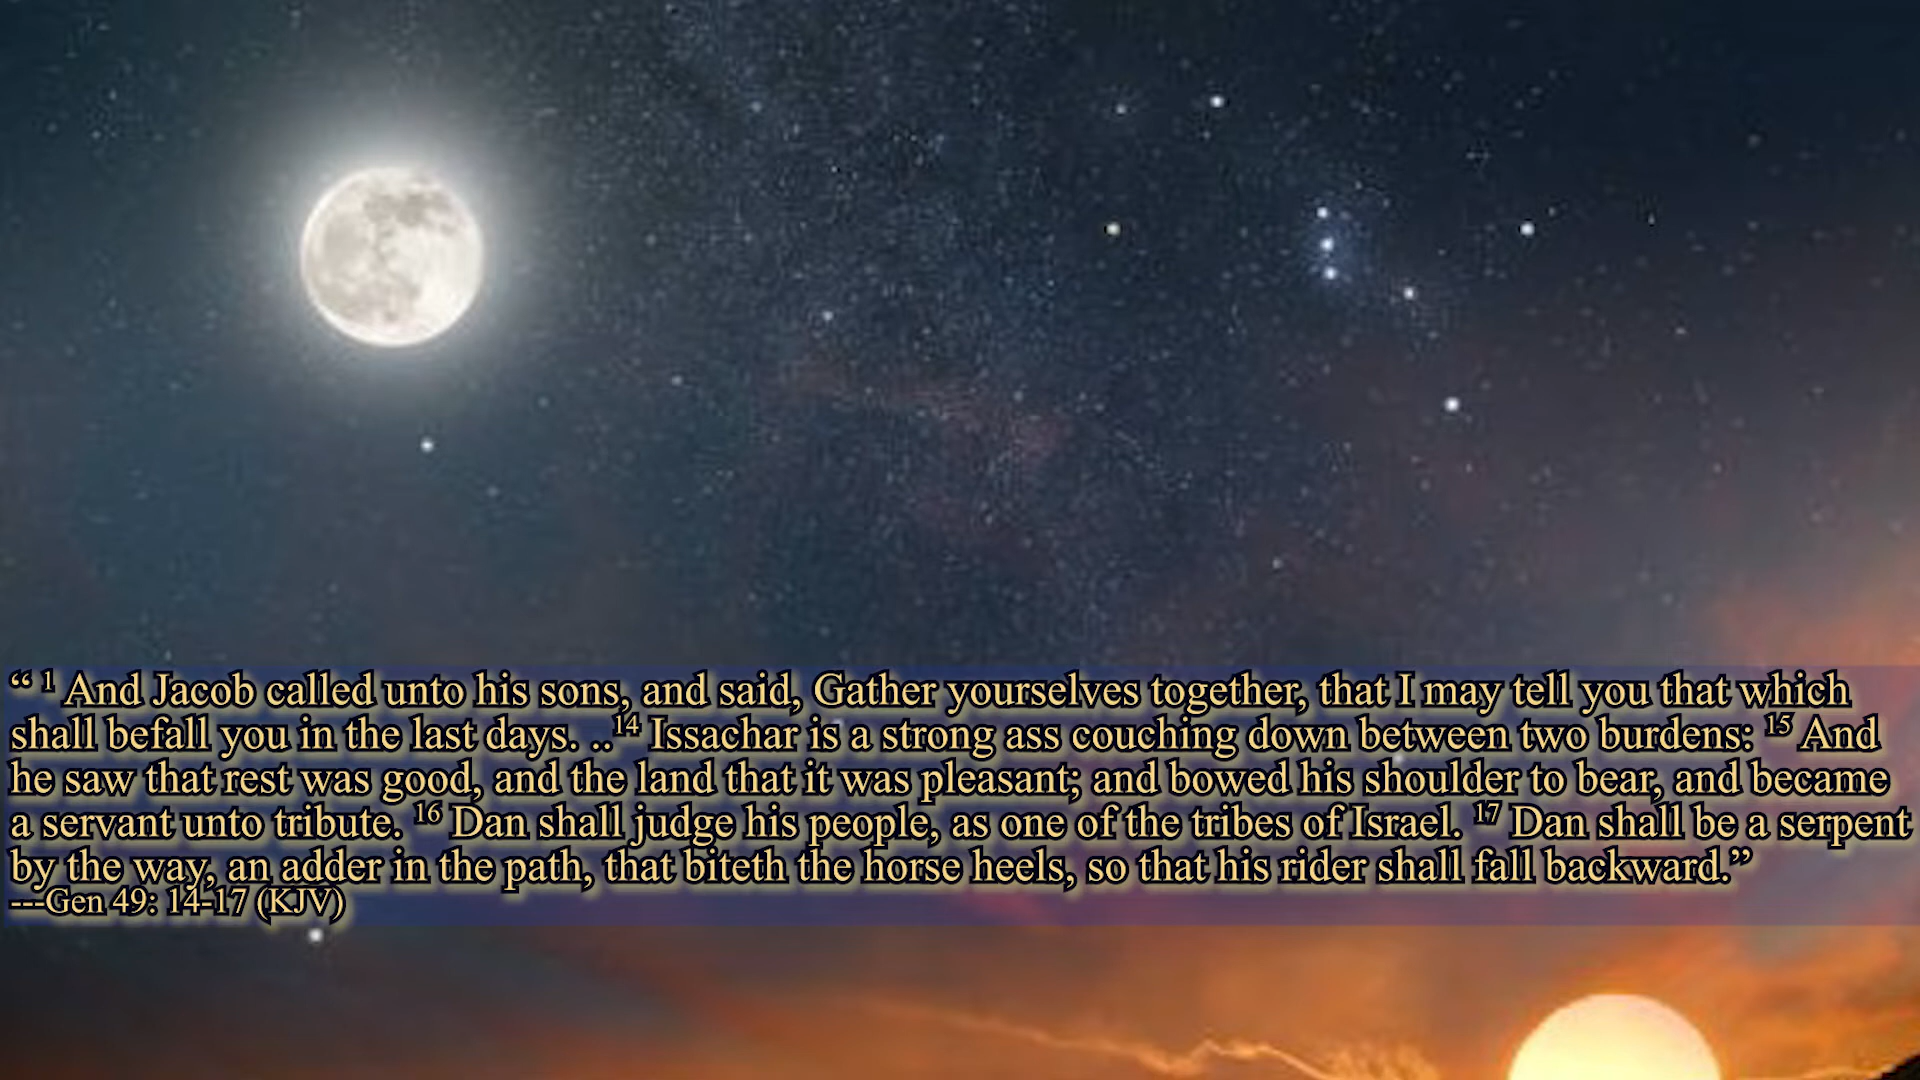 “ 1 And Jacob called unto his sons, and said, Gather yourselves together, that I may tell you that which
shall befall you in the last days. ..14 Issachar is a strong ass couching down between two burdens: 15 And
he saw that rest was good, and the land that it was pleasant; and bowed his shoulder to bear, and became
a servant unto tribute. 16 Dan shall judge his people, as one of the tribes of Israel. 17 Dan shall be a serpent
by the way, an adder in the path, that biteth the horse heels, so that his rider shall fall backward.”
---Gen 49: 14-17 (KJV)